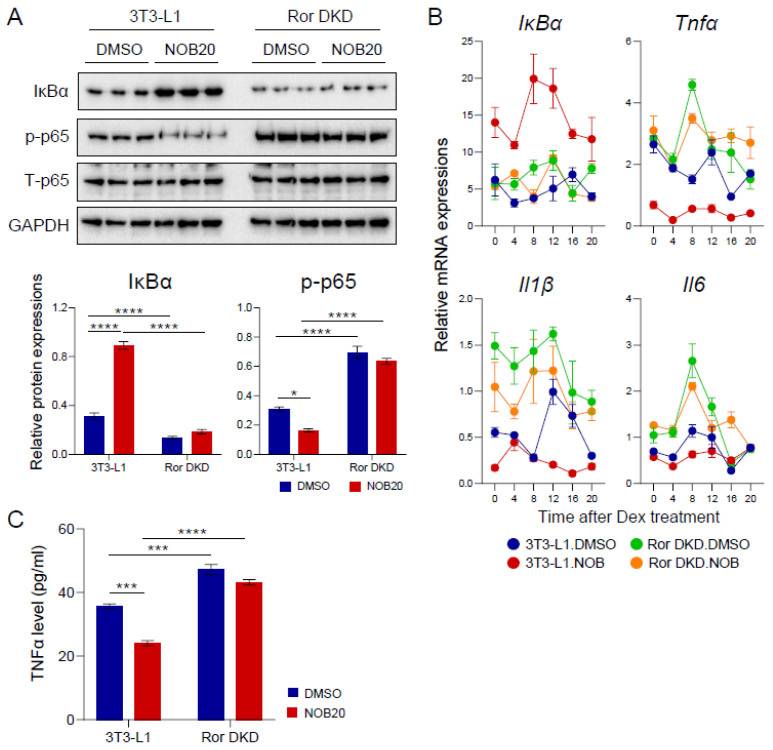 A
3T3-L1 Ror DKD
DMSO NOB20 DMSO NOB20
IκBα
p-p65
T-p65
GAPDH
IκBα p-p65
Relative protein expressions
1.2
0.9
0.6
0.3
0.0
**** **** ****
3T3-L1 Ror DKD
1.0
0.8
0.6
0.4
0.2
0.0
**** **** *
3T3-L1 Ror DKD
DMSO NOB20
B
IκBα Tnfα
Relative mRNA expressions
25
20
15
10
5
0
0 4 8 12 16 20
6
4
2
0
0 4 8 12 16 20
Il1β Il6
1.5
1.0
0.5
0.0
0 4 8 12 16 20
4
3
2
1
0
0 4 8 12 16 20
Time after Dex treatment
3T3-L1.DMSO Ror DKD.DMSO
3T3-L1.NOB Ror DKD.NOB
C
TNFα level (pg/ml)
60
40
20
0
****
***
***
3T3-L1 Ror DKD
DMSO
NOB20